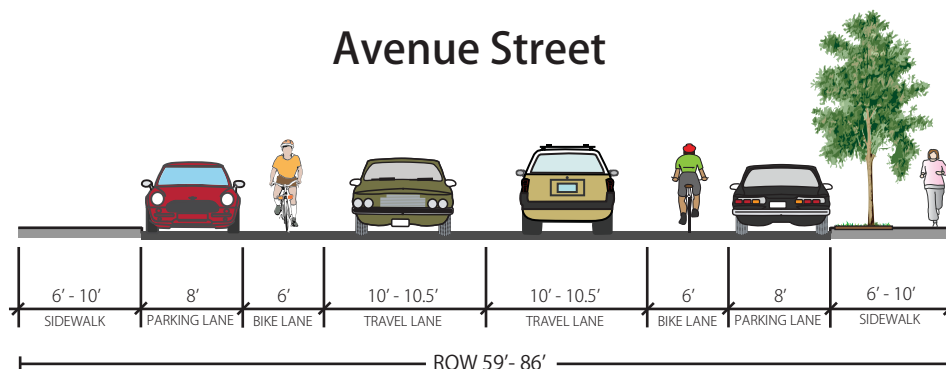 Avenue Street
6’ - 10’ 8’ 6’ 10’ - 10.5’ 10’ - 10.5’ 6’ 8’ 6’ - 10’
SIDEWALK PARKING LANE BIKE LANE TRAVEL LANE TRAVEL LANE BIKE LANE PARKING LANE SIDEWALK
ROW 59’- 86’